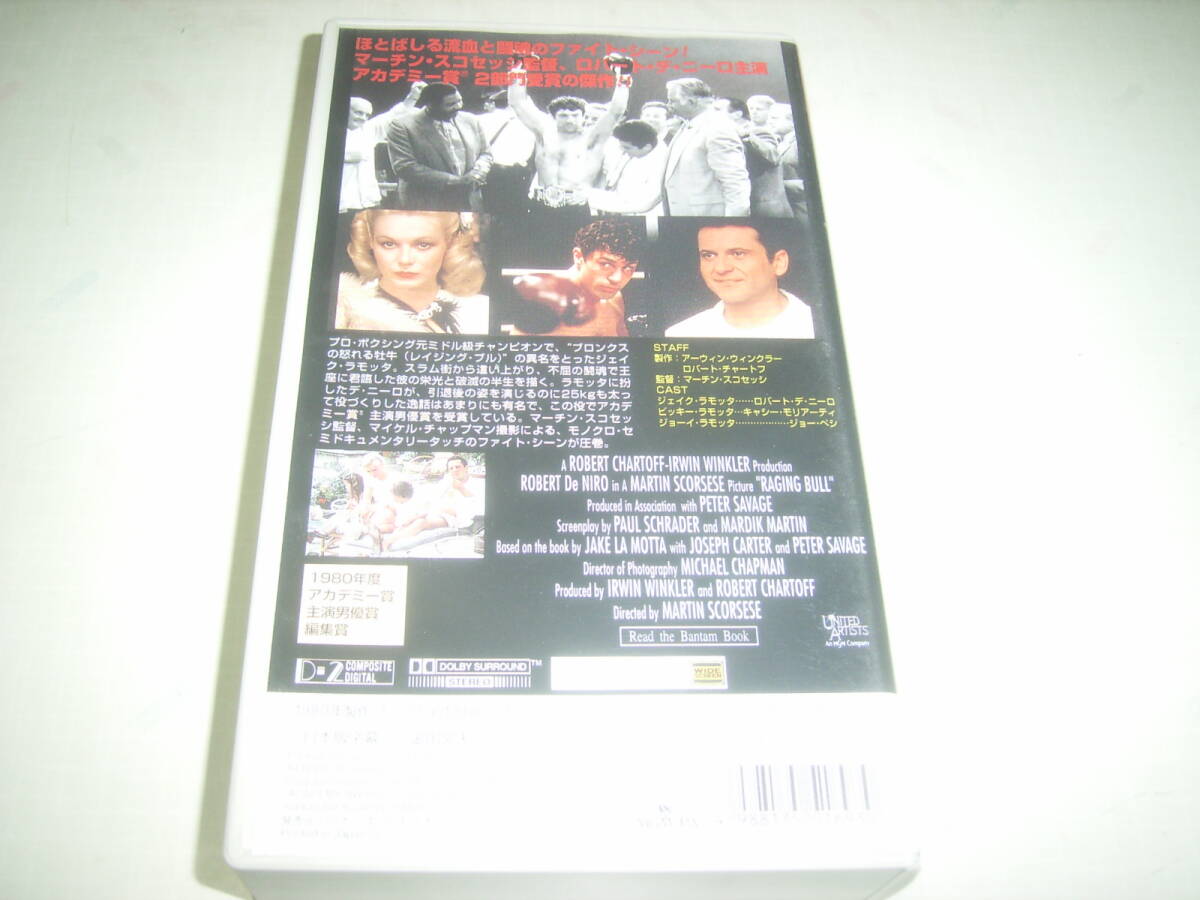 ほとばしる流血と闘魂のファイト・シーン!
マーチン・スコセッシ監督、ロバート・デ・ニーロ主演
アカデミー賞® 2部門受賞の傑作!!
プロ・ボクシング元ミドル級チャンピオンで、“ブロンクス
の怒れる牡牛（レイジング・ブル）”の異名をとったジェイ
ク・ラモッタ。スラム街から這い上がり、不屈の闘魂で王
座に君臨した彼の栄光と破滅の半生を描く。ラモッタに扮
したデ・ニーロが、引退後の姿を演じるのに25kgも太っ
て役づくりした逸話はあまりにも有名で、この役でアカデ
ミー賞® 主演男優賞を受賞している。マーチン・スコセッ
シ監督、マイケル・チャップマン撮影による、モノクロ・セ
ミドキュメンタリータッチのファイト・シーンが圧巻。
STAFF
製作：アーウィン・ウィンクラー
ロバート・チャートフ
監督：マーチン・スコセッシ
CAST
ジェイク・ラモッタ……ロバート・デ・ニーロ
ビッキー・ラモッタ…キャシー・モリアーティ
ジョーイ・ラモッタ………………ジョー・ペシ
A ROBERT CHARTOFF-IRWIN WINKLER Production
ROBERT De NIRO in A MARTIN SCORSESE Picture "RAGING BULL"
Produced in Association with PETER SAVAGE
Screenplay by PAUL SCHRADER and MARDIK MARTIN
Based on the book by JAKE LA MOTTA with JOSEPH CARTER and PETER SAVAGE
Director of Photography MICHAEL CHAPMAN
Produced by IRWIN WINKLER and ROBERT CHARTOFF
Directed by MARTIN SCORSESE
Read the Bantam Book
UNITED ARTISTS
An MGM Company
1980年度
アカデミー賞
主演男優賞
編集賞
D-2 COMPOSITE DIGITAL
DOLBY SURROUND™
STEREO
WIDE SCREEN